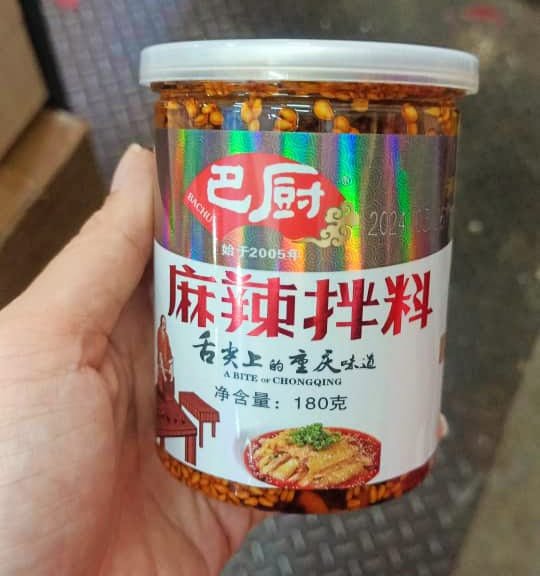 巴厨®
BACHU
始于2005年
麻辣拌料
舌尖上的重庆味道
A BITE OF CHONGQING
净含量：180克